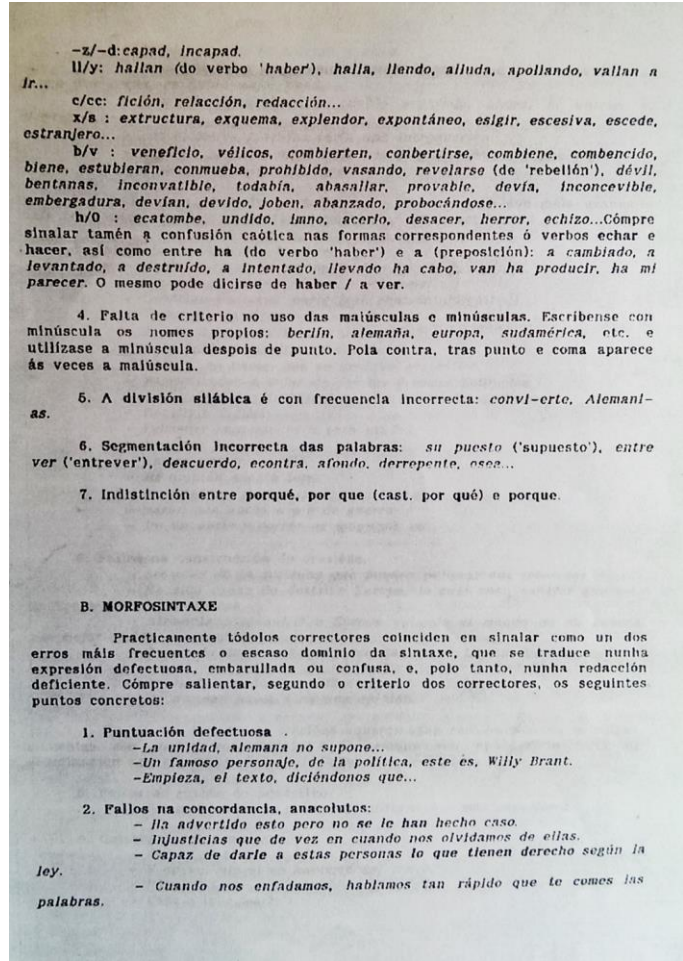 -z/-d:capad, incapad.
ll/y: hallan (do verbo 'haber'), halla, llendo, alluda, apollando, vallan a
ir...
c/cc: fición, relacción, redacción...
x/s : extructura, exquema, explendor, expontáneo, esigir, escesiva, escede,
estranjero...
b/v : veneficio, vélicos, combierten, conbertirse, combiene, combencido,
biene, estubieran, conmueba, prohibido, vasando, revelarse (de 'rebelión'), dévil,
bentanas, inconvatible, todabía, abasallar, provable, devía, inconcevible,
embergadura, devían, devido, joben, abanzado, probocándose...
h/0 : ecatombe, undido, imno, acerlo, desacer, herror, echizo...Cómpre
sinalar tamén a confusión caótica nas formas correspondentes ó verbos echar e
hacer, así como entre ha (do verbo 'haber') e a (preposición): a cambiado, a
levantado, a destruído, a intentado, llevado ha cabo, van ha producir, ha mi
parecer. O mesmo pode dicirse de haber / a ver.
4. Falta de criterio no uso das maiúsculas e minúsculas. Escríbense con
minúscula os nomes propios: berlín, alemaña, europa, sudamérica, etc. e
utilízase a minúscula despois de punto. Pola contra, tras punto e coma aparece
ás veces a maiúscula.
5. A división silábica é con frecuencia incorrecta: convi-erte, Alemani-
as.
6. Segmentación incorrecta das palabras: su puesto ('supuesto'), entre
ver ('entrever'), deacuerdo, econtra, afondo, derrepente, osea...
7. Indistinción entre porqué, por que (cast. por qué) e porque.
B. MORFOSINTAXE
Practicamente tódolos correctores coinciden en sinalar como un dos
erros máis frecuentes o escaso dominio da sintaxe, que se traduce nunha
expresión defectuosa, embarullada ou confusa, e, polo tanto, nunha redacción
deficiente. Cómpre salientar, segundo o criterio dos correctores, os seguintes
puntos concretos:
1. Puntuación defectuosa .
-La unidad, alemana no supone...
-Un famoso personaje, de la política, este es, Willy Brant.
-Empieza, el texto, diciéndonos que...
2. Fallos na concordancia, anacolutos:
- Ha advertido esto pero no se le han hecho caso.
- Injusticias que de vez en cuando nos olvidamos de ellas.
- Capaz de darle a estas personas lo que tienen derecho según la
ley.
- Cuando nos enfadamos, hablamos tan rápido que te comes las
palabras.